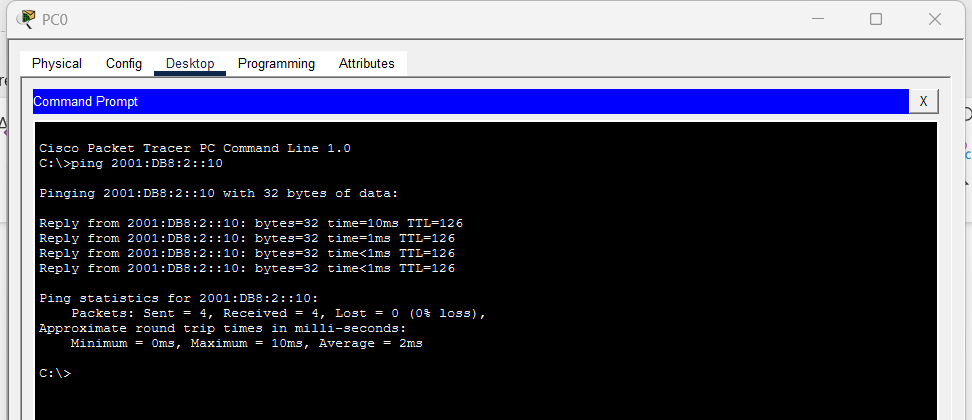 PC0
Physical Config Desktop Programming Attributes
Command Prompt
X
Cisco Packet Tracer PC Command Line 1.0
C:\>ping 2001:DB8:2::10
Pinging 2001:DB8:2::10 with 32 bytes of data:
Reply from 2001:DB8:2::10: bytes=32 time=10ms TTL=126
Reply from 2001:DB8:2::10: bytes=32 time=1ms TTL=126
Reply from 2001:DB8:2::10: bytes=32 time<1ms TTL=126
Reply from 2001:DB8:2::10: bytes=32 time<1ms TTL=126
Ping statistics for 2001:DB8:2::10:
Packets: Sent = 4, Received = 4, Lost = 0 (0% loss),
Approximate round trip times in milli-seconds:
Minimum = 0ms, Maximum = 10ms, Average = 2ms
C:\>